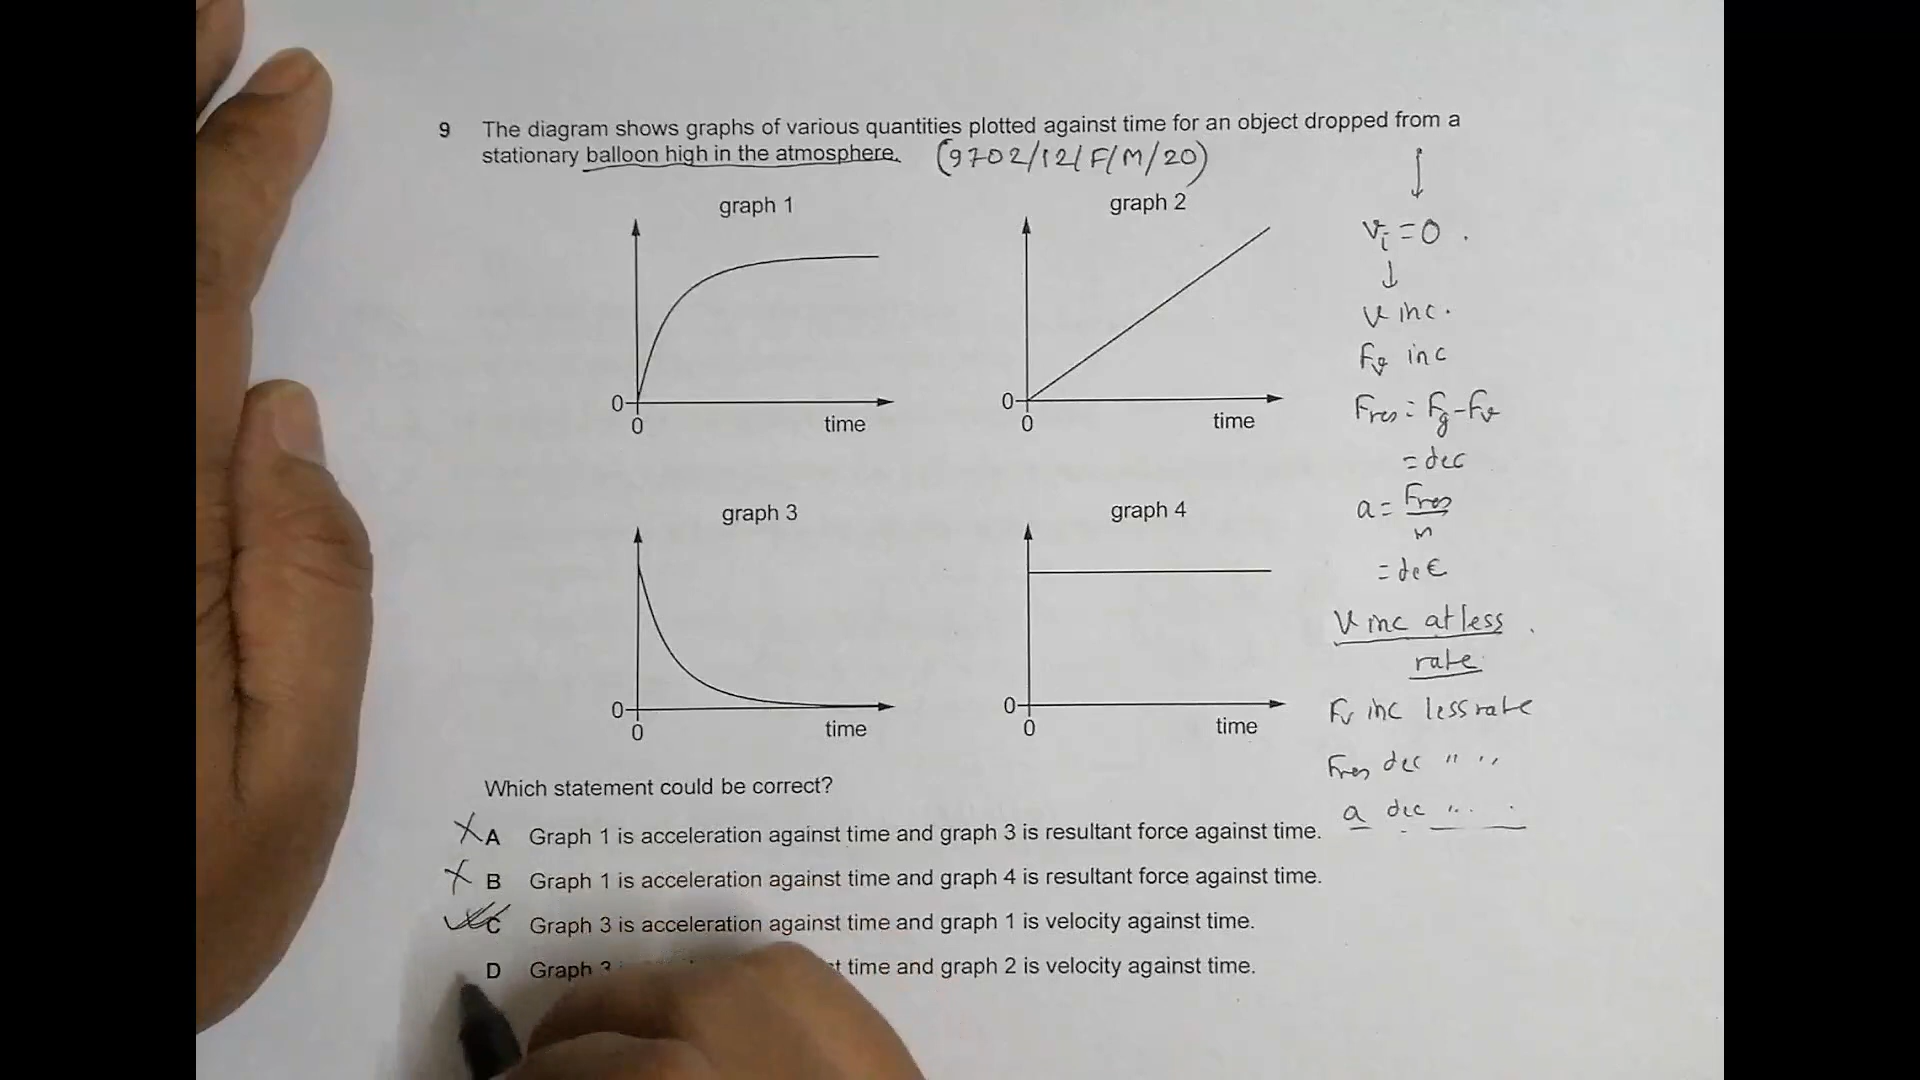 9 The diagram shows graphs of various quantities plotted against time for an object dropped from a
stationary balloon high in the atmosphere. (9702/12/F/M/20)
graph 1
0
0
time
graph 2
0
0
time
graph 3
0
0
time
graph 4
0
0
time
Vi = 0 .
V inc.
Fv inc
Fres = Fg - Fv
= dec
a = Fres
m
= dec
V inc at less
rate
Fv inc less rate
Fres dec " "
a dec " "
Which statement could be correct?
A Graph 1 is acceleration against time and graph 3 is resultant force against time.
B Graph 1 is acceleration against time and graph 4 is resultant force against time.
C Graph 3 is acceleration against time and graph 1 is velocity against time.
D Graph time and graph 2 is velocity against time.